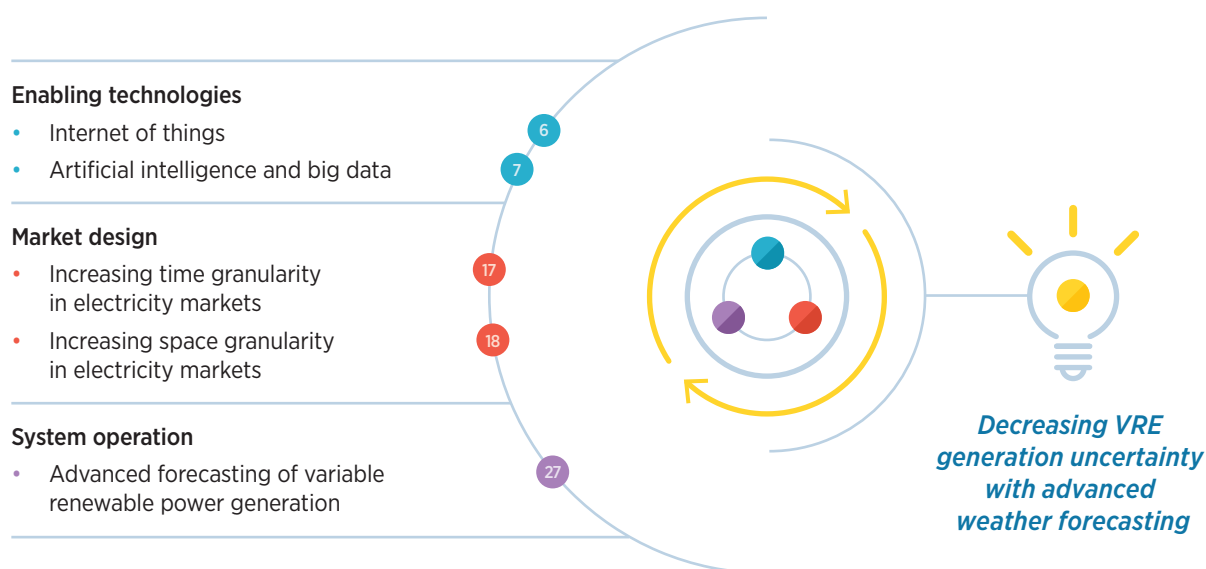 Enabling technologies
• Internet of things
• Artificial intelligence and big data
6
7
Market design
• Increasing time granularity
in electricity markets
• Increasing space granularity
in electricity markets
17
18
System operation
• Advanced forecasting of variable
renewable power generation
27
Decreasing VRE
generation uncertainty
with advanced
weather forecasting